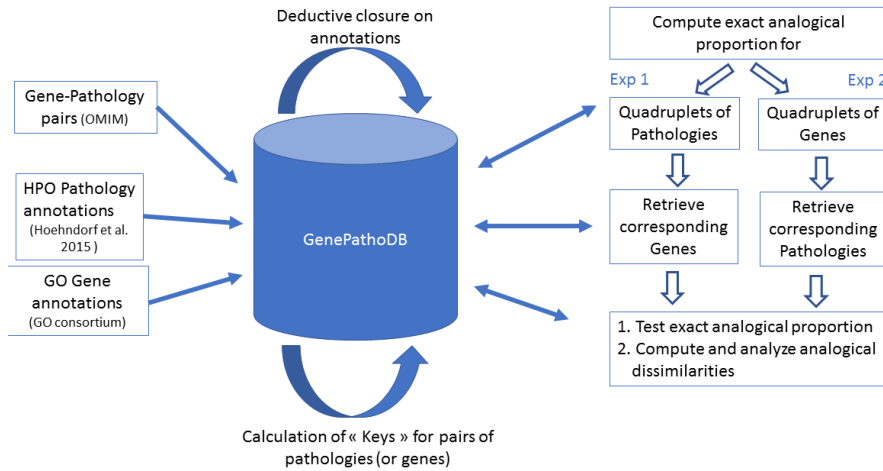 Deductive closure on
annotations
Compute exact analogical
proportion for
Exp 1
Exp 2
Gene-Pathology
pairs (OMIM)
Quadruplets of
Pathologies
Quadruplets of
Genes
HPO Pathology
annotations
(Hoehndorf et al.
2015 )
GenePathoDB
Retrieve
corresponding
Genes
Retrieve
corresponding
Pathologies
GO Gene
annotations
(GO consortium)
1. Test exact analogical proportion
2. Compute and analyze analogical
dissimilarities
Calculation of « Keys » for pairs of
pathologies (or genes)